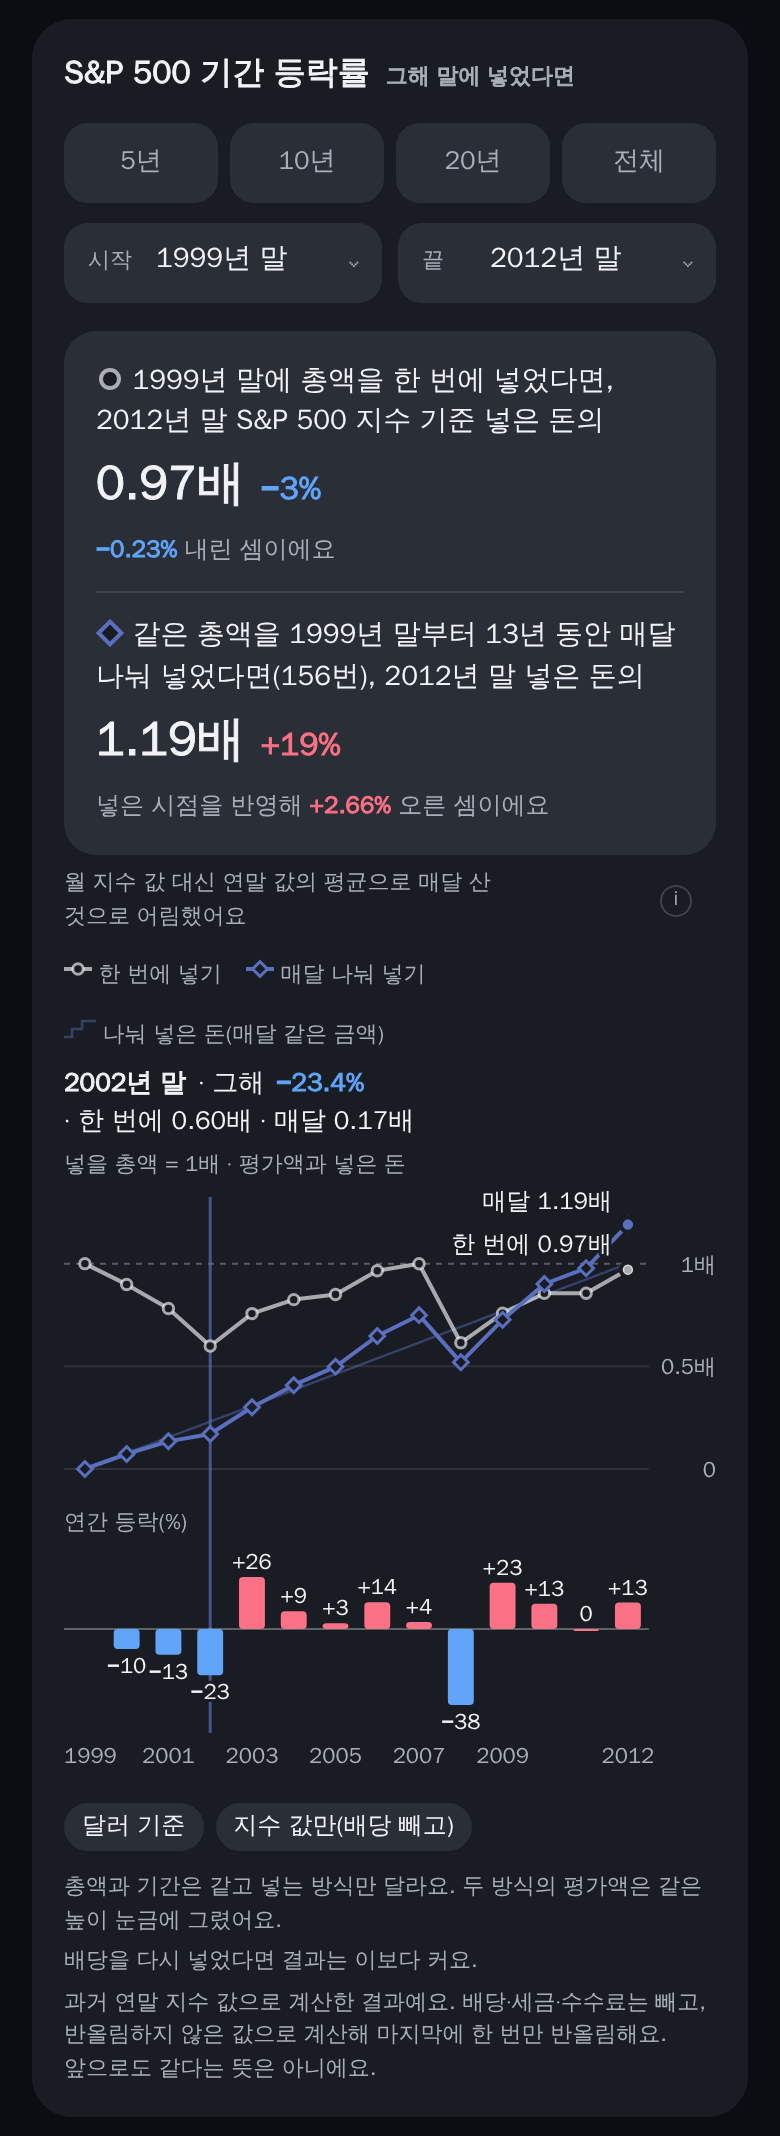 S&P 500 기간 등락률 그해 말에 넣었다면
5년 10년 20년 전체
시작 1999년 말 끝 2012년 말
1999년 말에 총액을 한 번에 넣었다면,
2012년 말 S&P 500 지수 기준 넣은 돈의
0.97배 −3%
−0.23% 내린 셈이에요
같은 총액을 1999년 말부터 13년 동안 매달
나눠 넣었다면(156번), 2012년 말 넣은 돈의
1.19배 +19%
넣은 시점을 반영해 +2.66% 오른 셈이에요
월 지수 값 대신 연말 값의 평균으로 매달 산
것으로 어림했어요
i
한 번에 넣기 매달 나눠 넣기
나눠 넣은 돈(매달 같은 금액)
2002년 말 · 그해 −23.4%
· 한 번에 0.60배 · 매달 0.17배
넣을 총액 = 1배 · 평가액과 넣은 돈
매달 1.19배
한 번에 0.97배
1배
0.5배
0
연간 등락(%)
−10 −13 −23 +26 +9 +3 +14 +4 −38 +23 +13 0 +13
1999 2001 2003 2005 2007 2009 2012
달러 기준 지수 값만(배당 빼고)
총액과 기간은 같고 넣는 방식만 달라요. 두 방식의 평가액은 같은
높이 눈금에 그렸어요.
배당을 다시 넣었다면 결과는 이보다 커요.
과거 연말 지수 값으로 계산한 결과예요. 배당·세금·수수료는 빼고,
반올림하지 않은 값으로 계산해 마지막에 한 번만 반올림해요.
앞으로도 같다는 뜻은 아니에요.